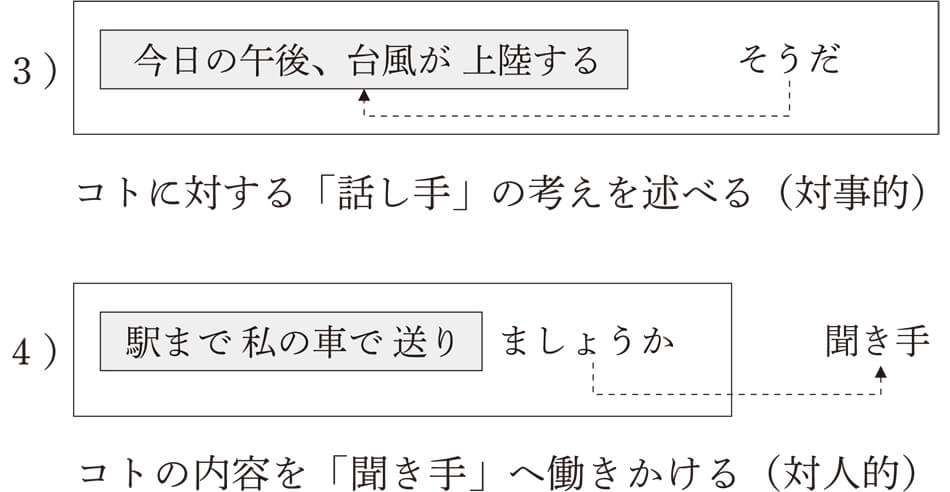 3） 今日の午後、台風が 上陸する そうだ
コトに対する「話し手」の考えを述べる（対事的）
4） 駅まで 私の車で 送り ましょうか 聞き手
コトの内容を「聞き手」へ働きかける（対人的）